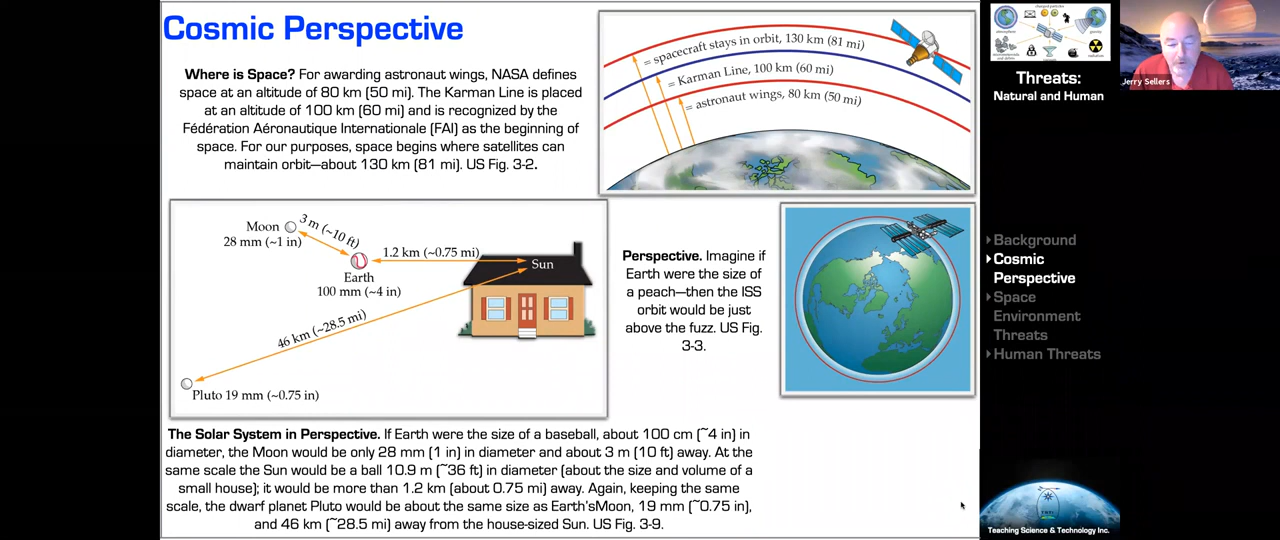 Cosmic Perspective
Where is Space? For awarding astronaut wings, NASA defines
space at an altitude of 80 km (50 mi). The Karman Line is placed
at an altitude of 100 km (60 mi) and is recognized by the
Fédération Aéronautique Internationale (FAI) as the beginning of
space. For our purposes, space begins where satellites can
maintain orbit—about 130 km (81 mi). US Fig. 3-2.
= spacecraft stays in orbit, 130 km (81 mi)
= Karman Line, 100 km (60 mi)
= astronaut wings, 80 km (50 mi)
Moon
28 mm (~1 in)
3 m (~10 ft)
Earth
100 mm (~4 in)
1.2 km (~0.75 mi)
Sun
46 km (~28.5 mi)
Pluto 19 mm (~0.75 in)
Perspective. Imagine if
Earth were the size of
a peach—then the ISS
orbit would be just
above the fuzz. US Fig.
3-3.
The Solar System in Perspective. If Earth were the size of a baseball, about 100 cm (~4 in) in
diameter, the Moon would be only 28 mm (1 in) in diameter and about 3 m (10 ft) away. At the
same scale the Sun would be a ball 10.9 m (~36 ft) in diameter (about the size and volume of a
small house); it would be more than 1.2 km (about 0.75 mi) away. Again, keeping the same
scale, the dwarf planet Pluto would be about the same size as Earth'sMoon, 19 mm (~0.75 in),
and 46 km (~28.5 mi) away from the house-sized Sun. US Fig. 3-9.
charged particles
atmosphere
gravity
radiation
Threats:
Natural and Human
Jerry Sellers
Background
Cosmic
Perspective
Space
Environment
Threats
Human Threats
Teaching Science & Technology Inc.